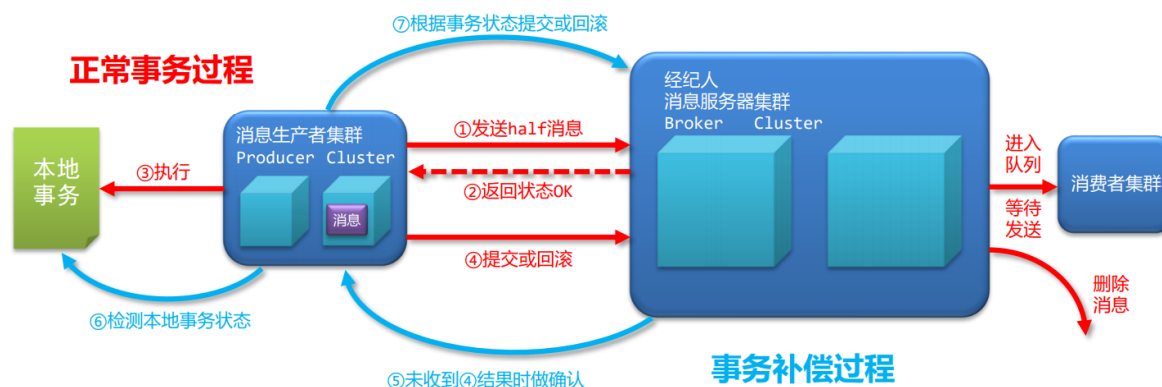 ⑦根据事务状态提交或回滚
正常事务过程
经纪人
消息服务器集群
Broker Cluster
消息生产者集群
Producer Cluster
①发送half消息
②返回状态OK
③执行
本地
事务
消息
④提交或回滚
进入
队列
等待
发送
消费者集群
删除
消息
⑥检测本地事务状态
⑤未收到④结果时做确认
事务补偿过程